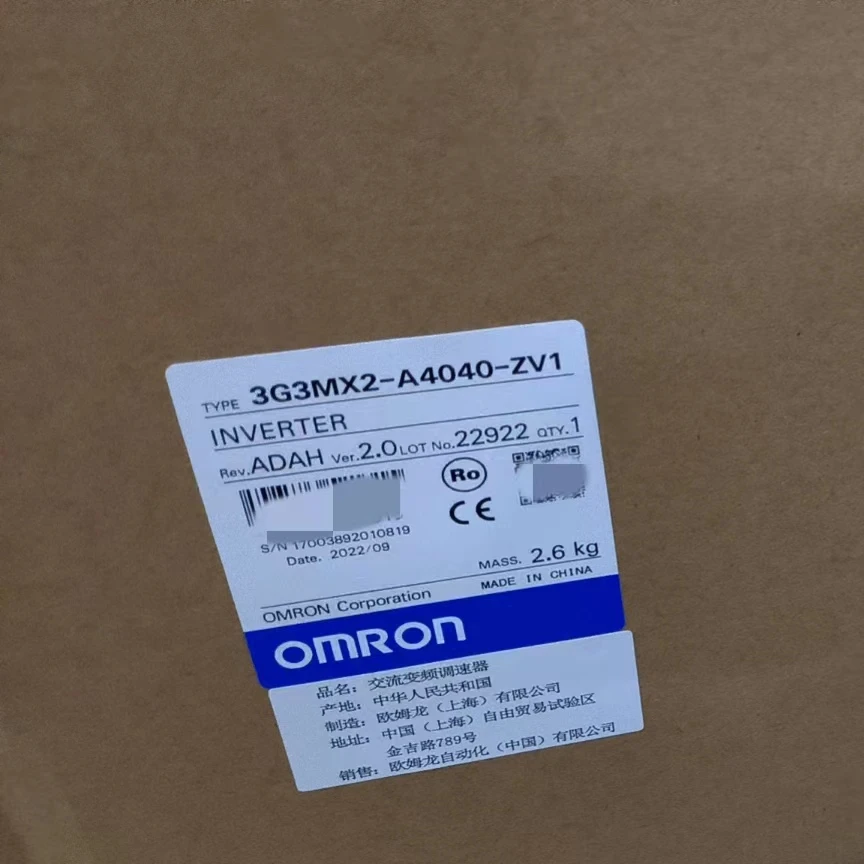 TYPE 3G3MX2-A4040-ZV1
INVERTER
Rev. ADAH Ver. 2.0 LOT No. 22922 QTY. 1
Ro
CE
S/N 17003892010819
Date. 2022/09
MASS. 2.6 kg
MADE IN CHINA
OMRON Corporation
OMRON
品名：交流变频调速器
产地：中华人民共和国
制造：欧姆龙（上海）有限公司
地址：中国（上海）自由贸易试验区
金吉路789号
销售：欧姆龙自动化（中国）有限公司